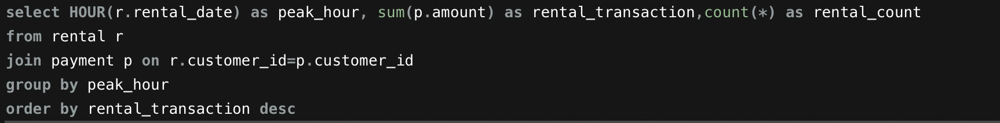 select HOUR(r.rental_date) as peak_hour, sum(p.amount) as rental_transaction,count(*) as rental_count
from rental r
join payment p on r.customer_id=p.customer_id
group by peak_hour
order by rental_transaction desc